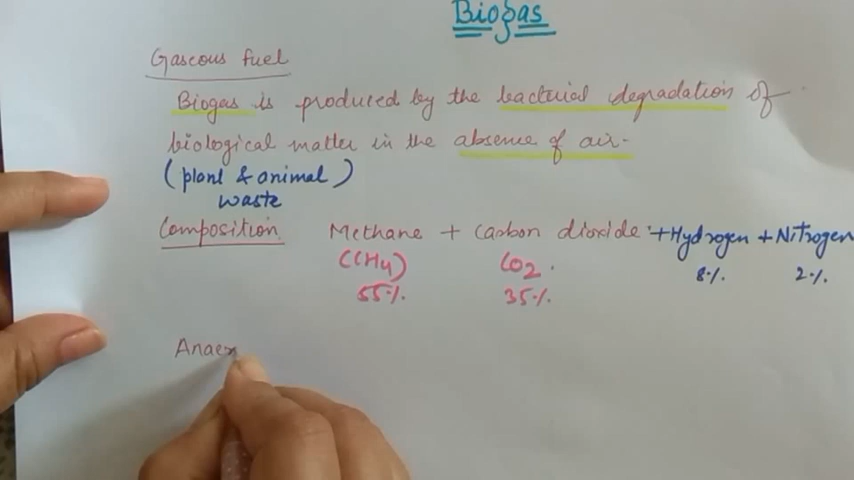 Biogas
Gaseous fuel
Biogas is produced by the bacterial degradation of
biological matter in the absence of air.
(plant & animal)
waste
Composition Methane + Carbon dioxide + Hydrogen + Nitrogen
(CH4) CO2. 8% 2%
55% 35%
Anaer